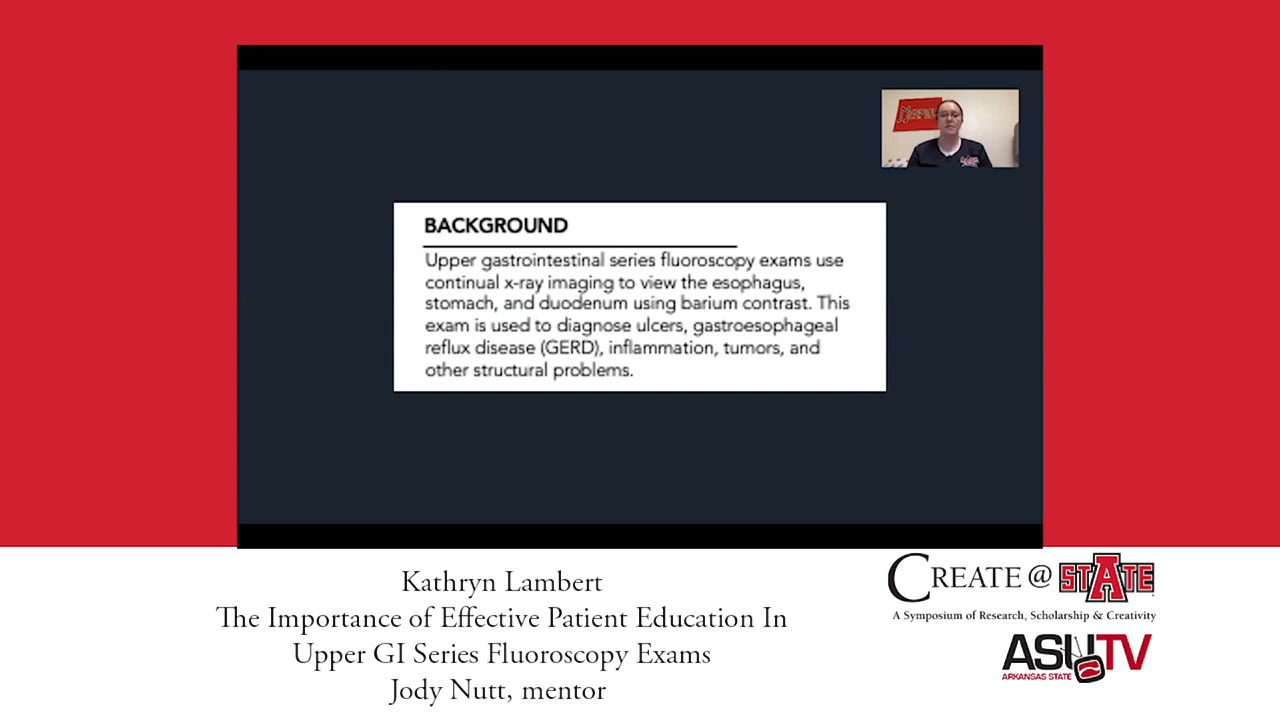 BACKGROUND
Upper gastrointestinal series fluoroscopy exams use
continual x-ray imaging to view the esophagus,
stomach, and duodenum using barium contrast. This
exam is used to diagnose ulcers, gastroesophageal
reflux disease (GERD), inflammation, tumors, and
other structural problems.
Kathryn Lambert
The Importance of Effective Patient Education In
Upper GI Series Fluoroscopy Exams
Jody Nutt, mentor
CREATE @ STATE
A Symposium of Research, Scholarship & Creativity
ASUTV
ARKANSAS STATE